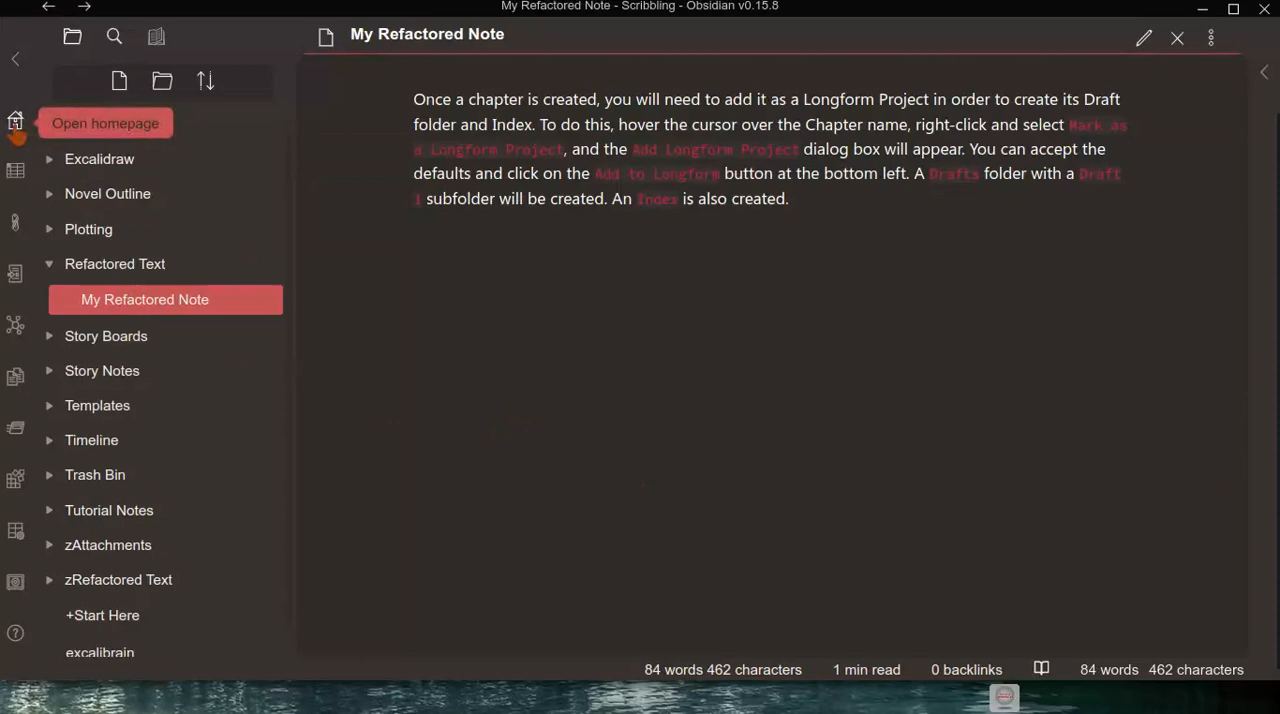 My Refactored Note - Scribbling - Obsidian v0.15.8
My Refactored Note
Open homepage
Excalidraw
Novel Outline
Plotting
Refactored Text
My Refactored Note
Story Boards
Story Notes
Templates
Timeline
Trash Bin
Tutorial Notes
zAttachments
zRefactored Text
+Start Here
excalibrain
Once a chapter is created, you will need to add it as a Longform Project in order to create its Draft
folder and Index. To do this, hover the cursor over the Chapter name, right-click and select Mark as
a Longform Project, and the Add Longform Project dialog box will appear. You can accept the
defaults and click on the Add to Longform button at the bottom left. A Drafts folder with a Draft
1 subfolder will be created. An Index is also created.
84 words 462 characters 1 min read 0 backlinks 84 words 462 characters